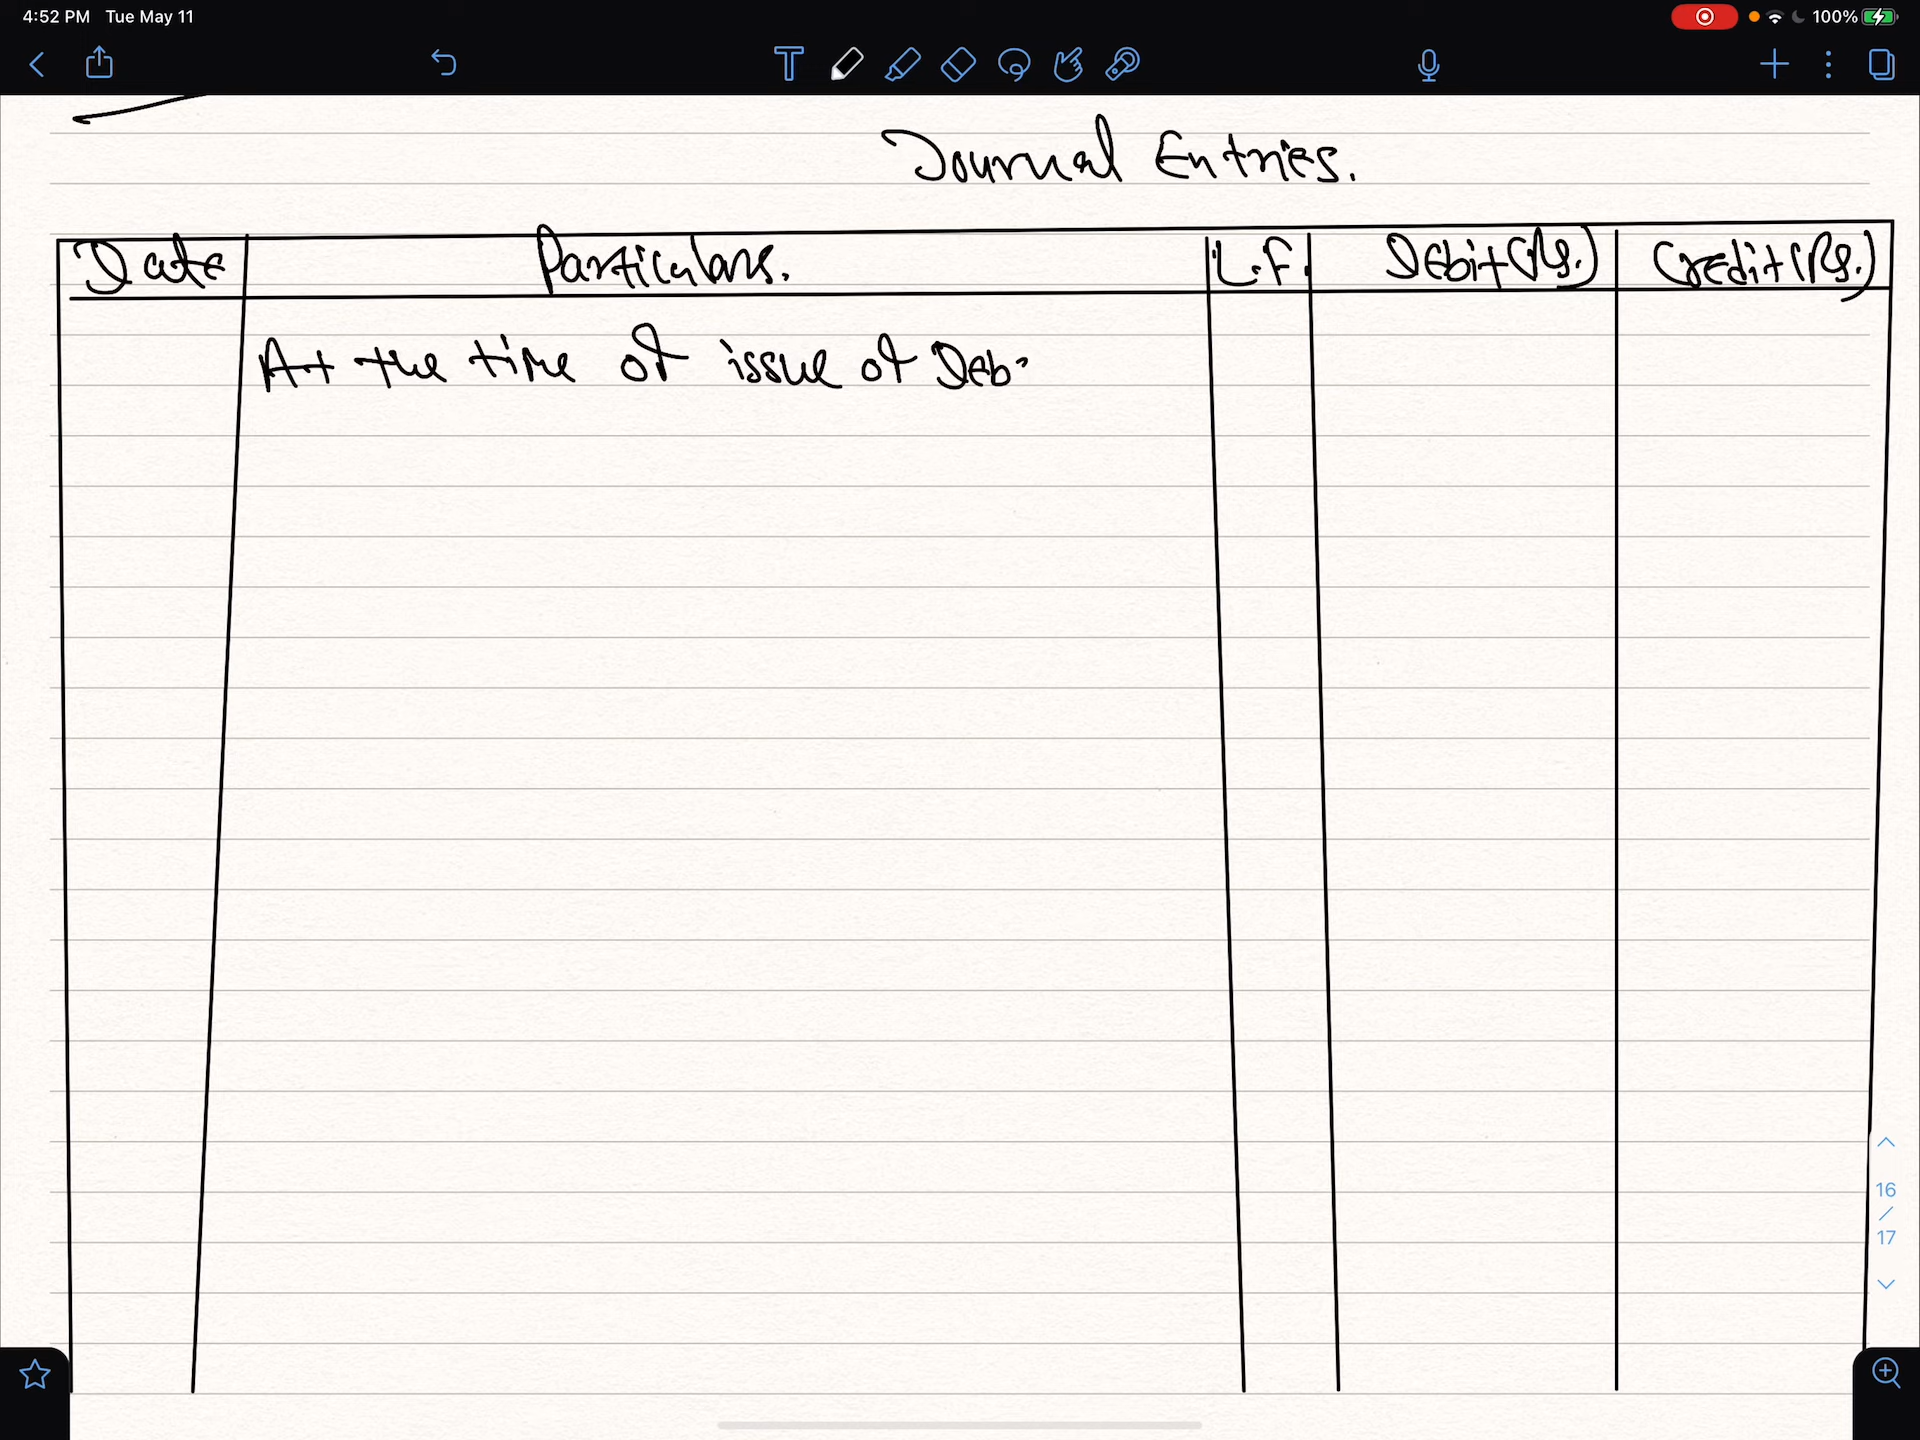 4:52 PM Tue May 11
100%
T
Journal Entries.
Date Particulars. L.F. Debit(Rs.) Credit(Rs.)
At the time of issue of Deb.
16
/
17